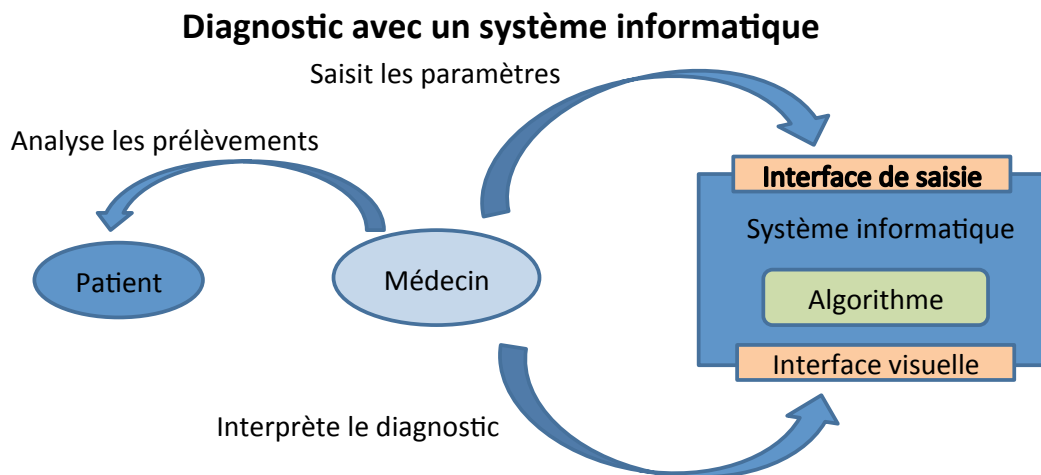 Diagnostic avec un système informatique
Saisit les paramètres
Analyse les prélèvements
Interface de saisie
Système informatique
Patient
Médecin
Algorithme
Interface visuelle
Interprète le diagnostic